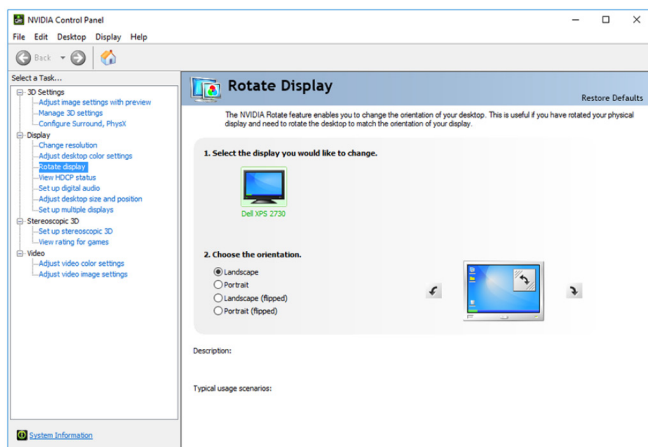 NVIDIA Control Panel
File Edit Desktop Display Help
Back
Select a Task...
3D Settings
Adjust image settings with preview
Manage 3D settings
Configure Surround, PhysX
Display
Change resolution
Adjust desktop color settings
Rotate display
View HDCP status
Set up digital audio
Adjust desktop size and position
Set up multiple displays
Stereoscopic 3D
Set up stereoscopic 3D
View rating for games
Video
Adjust video color settings
Adjust video image settings
System Information
Rotate Display
Restore Defaults
The NVIDIA Rotate feature enables you to change the orientation of your desktop. This is useful if you have rotated your physical
display and need to rotate the desktop to match the orientation of your display.
1. Select the display you would like to change.
Dell XPS 2730
2. Choose the orientation.
Landscape
Portrait
Landscape (flipped)
Portrait (flipped)
Description:
Typical usage scenarios: